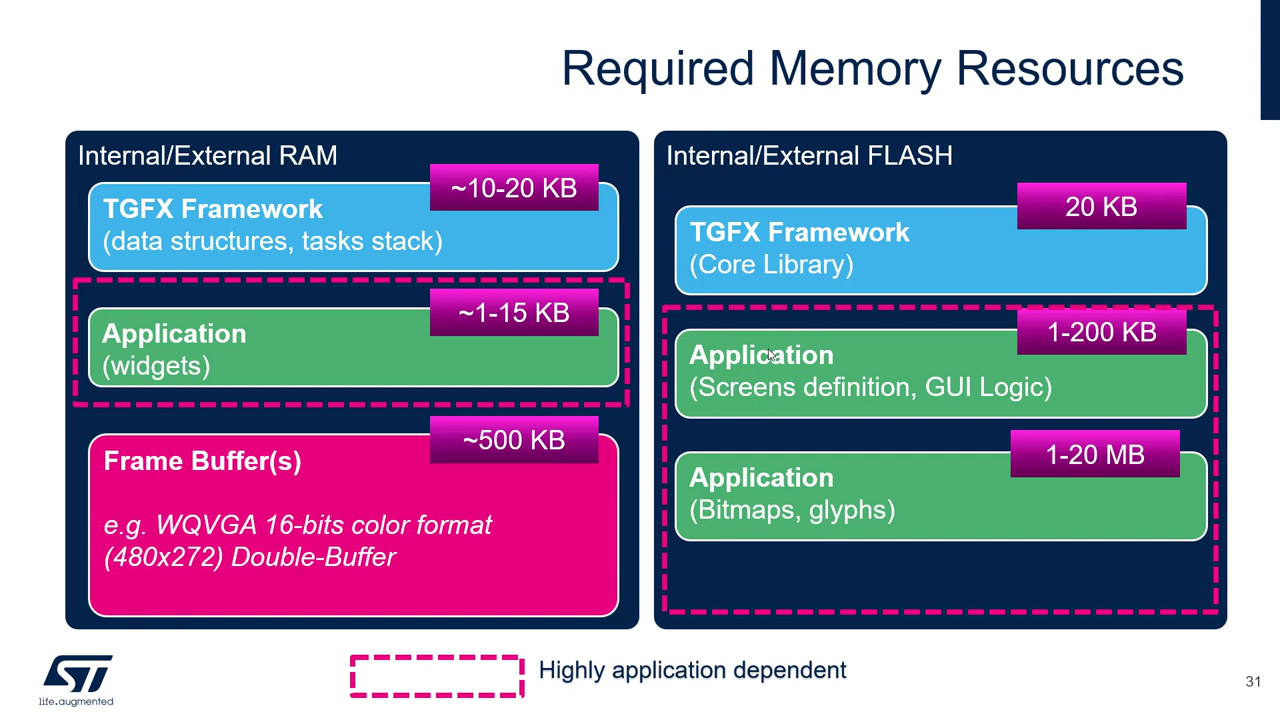 Required Memory Resources
Internal/External RAM
~10-20 KB
TGFX Framework
(data structures, tasks stack)
~1-15 KB
Application
(widgets)
~500 KB
Frame Buffer(s)
e.g. WQVGA 16-bits color format
(480x272) Double-Buffer
Internal/External FLASH
20 KB
TGFX Framework
(Core Library)
1-200 KB
Application
(Screens definition, GUI Logic)
1-20 MB
Application
(Bitmaps, glyphs)
Highly application dependent
ST
life.augmented
31